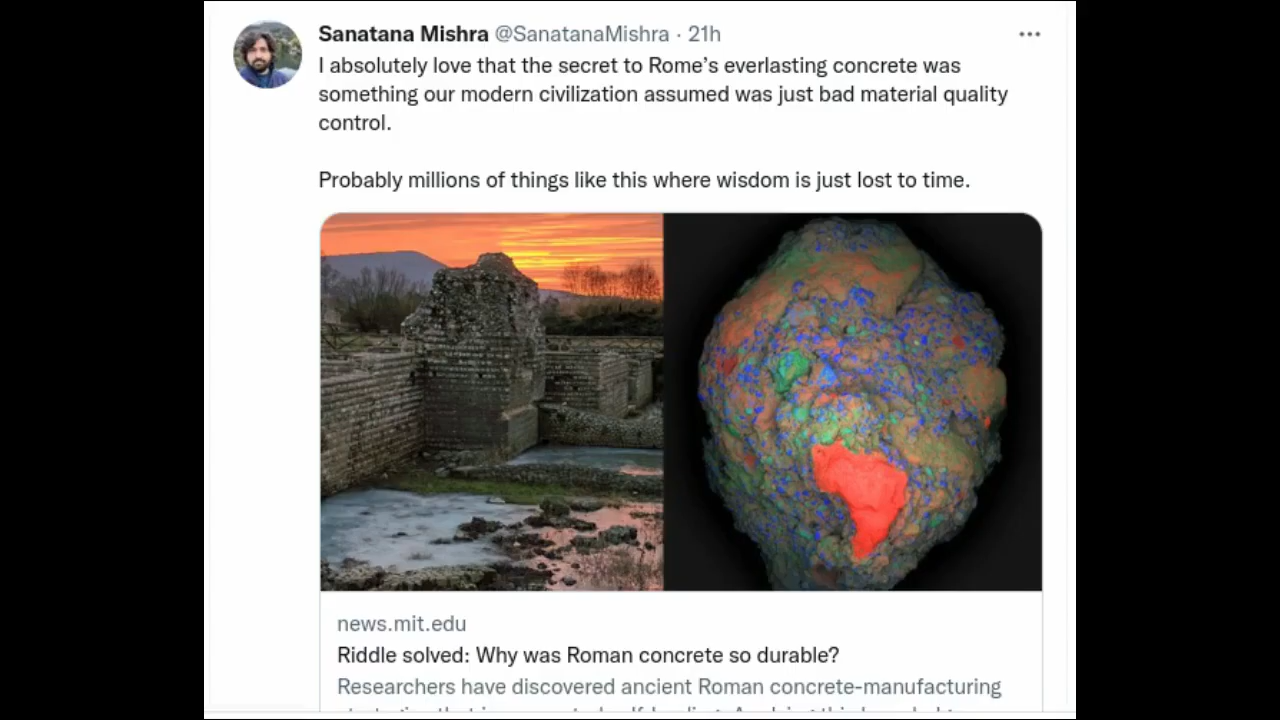 Sanatana Mishra @SanatanaMishra · 21h
I absolutely love that the secret to Rome’s everlasting concrete was
something our modern civilization assumed was just bad material quality
control.
Probably millions of things like this where wisdom is just lost to time.
news.mit.edu
Riddle solved: Why was Roman concrete so durable?
Researchers have discovered ancient Roman concrete-manufacturing